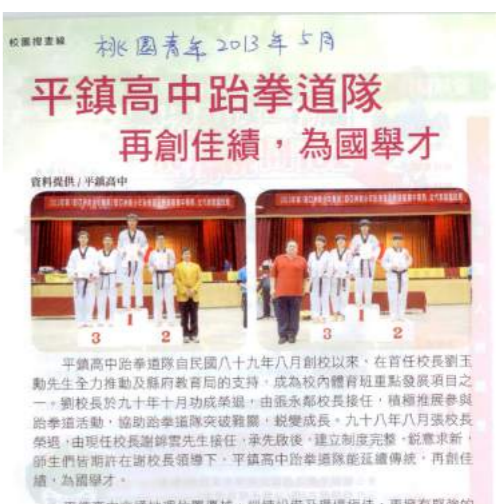 校園搜查線
桃園青年 2013年5月
平鎮高中跆拳道隊
再創佳績，為國舉才
資料提供/平鎮高中
3 1 2
3 1 2
平鎮高中跆拳道隊自民國八十九年八月創校以來，在首任校長劉玉
勳先生全力推動及縣府教育局的支持，成為校內體育班重點發展項目之
一。劉校長於九十年十月功成榮退，由張永郬校長接任，積極推展參與
跆拳道活動，協助跆拳道隊突破難關，蛻變成長。九十八年八月張校長
榮退，由現任校長謝錦雲先生接任，承先啟後，建立制度完整，銳意求新，
師生們皆期許在謝校長領導下，平鎮高中跆拳道隊能延續傳統，再創佳
績，為國舉才。